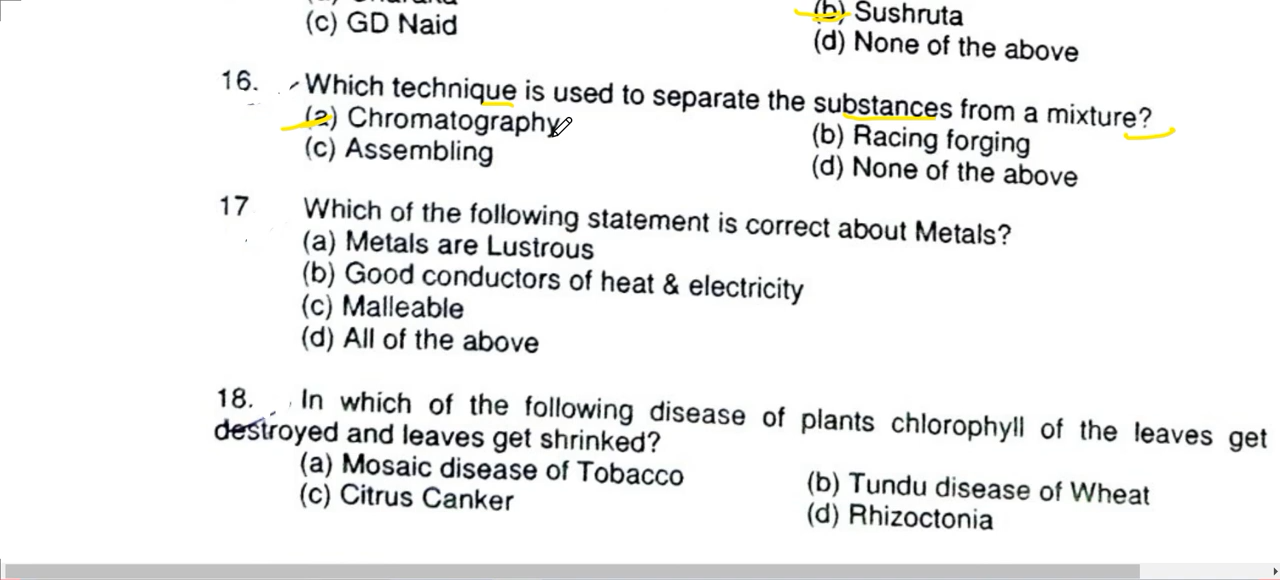 (c) GD Naid
(b) Sushruta
(d) None of the above
16. Which technique is used to separate the substances from a mixture?
(a) Chromatography
(b) Racing forging
(c) Assembling
(d) None of the above
17 Which of the following statement is correct about Metals?
(a) Metals are Lustrous
(b) Good conductors of heat & electricity
(c) Malleable
(d) All of the above
18. In which of the following disease of plants chlorophyll of the leaves get
destroyed and leaves get shrinked?
(a) Mosaic disease of Tobacco
(b) Tundu disease of Wheat
(c) Citrus Canker
(d) Rhizoctonia